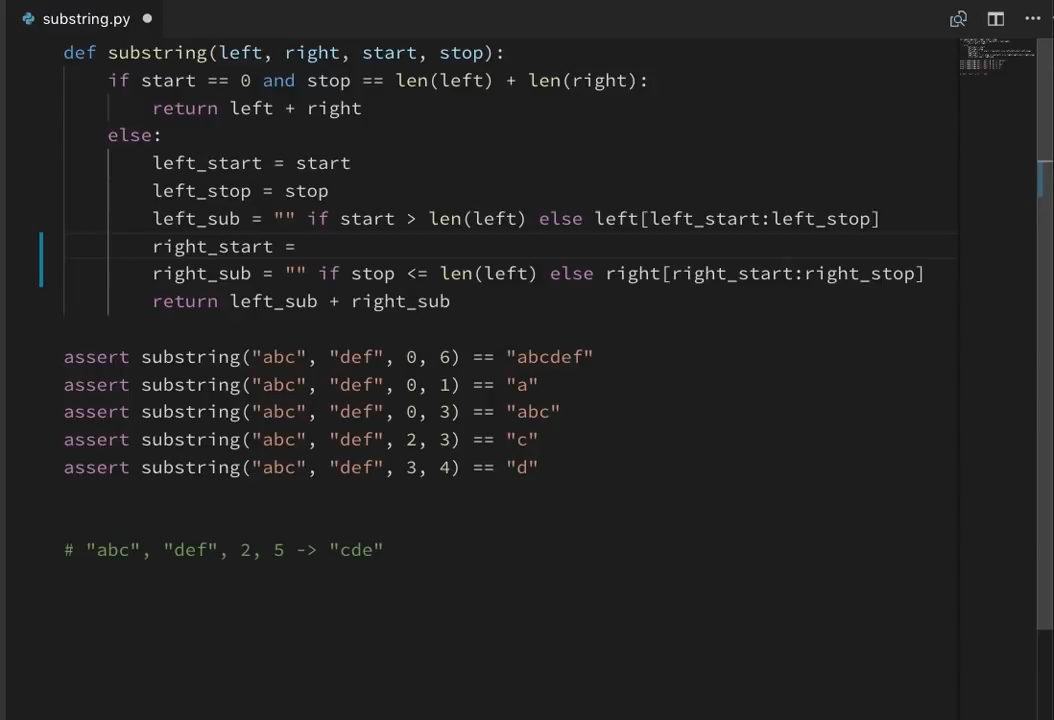 substring.py
def substring(left, right, start, stop):
    if start == 0 and stop == len(left) + len(right):
        return left + right
    else:
        left_start = start
        left_stop = stop
        left_sub = "" if start > len(left) else left[left_start:left_stop]
        right_start =
        right_sub = "" if stop <= len(left) else right[right_start:right_stop]
        return left_sub + right_sub
assert substring("abc", "def", 0, 6) == "abcdef"
assert substring("abc", "def", 0, 1) == "a"
assert substring("abc", "def", 0, 3) == "abc"
assert substring("abc", "def", 2, 3) == "c"
assert substring("abc", "def", 3, 4) == "d"
# "abc", "def", 2, 5 -> "cde"